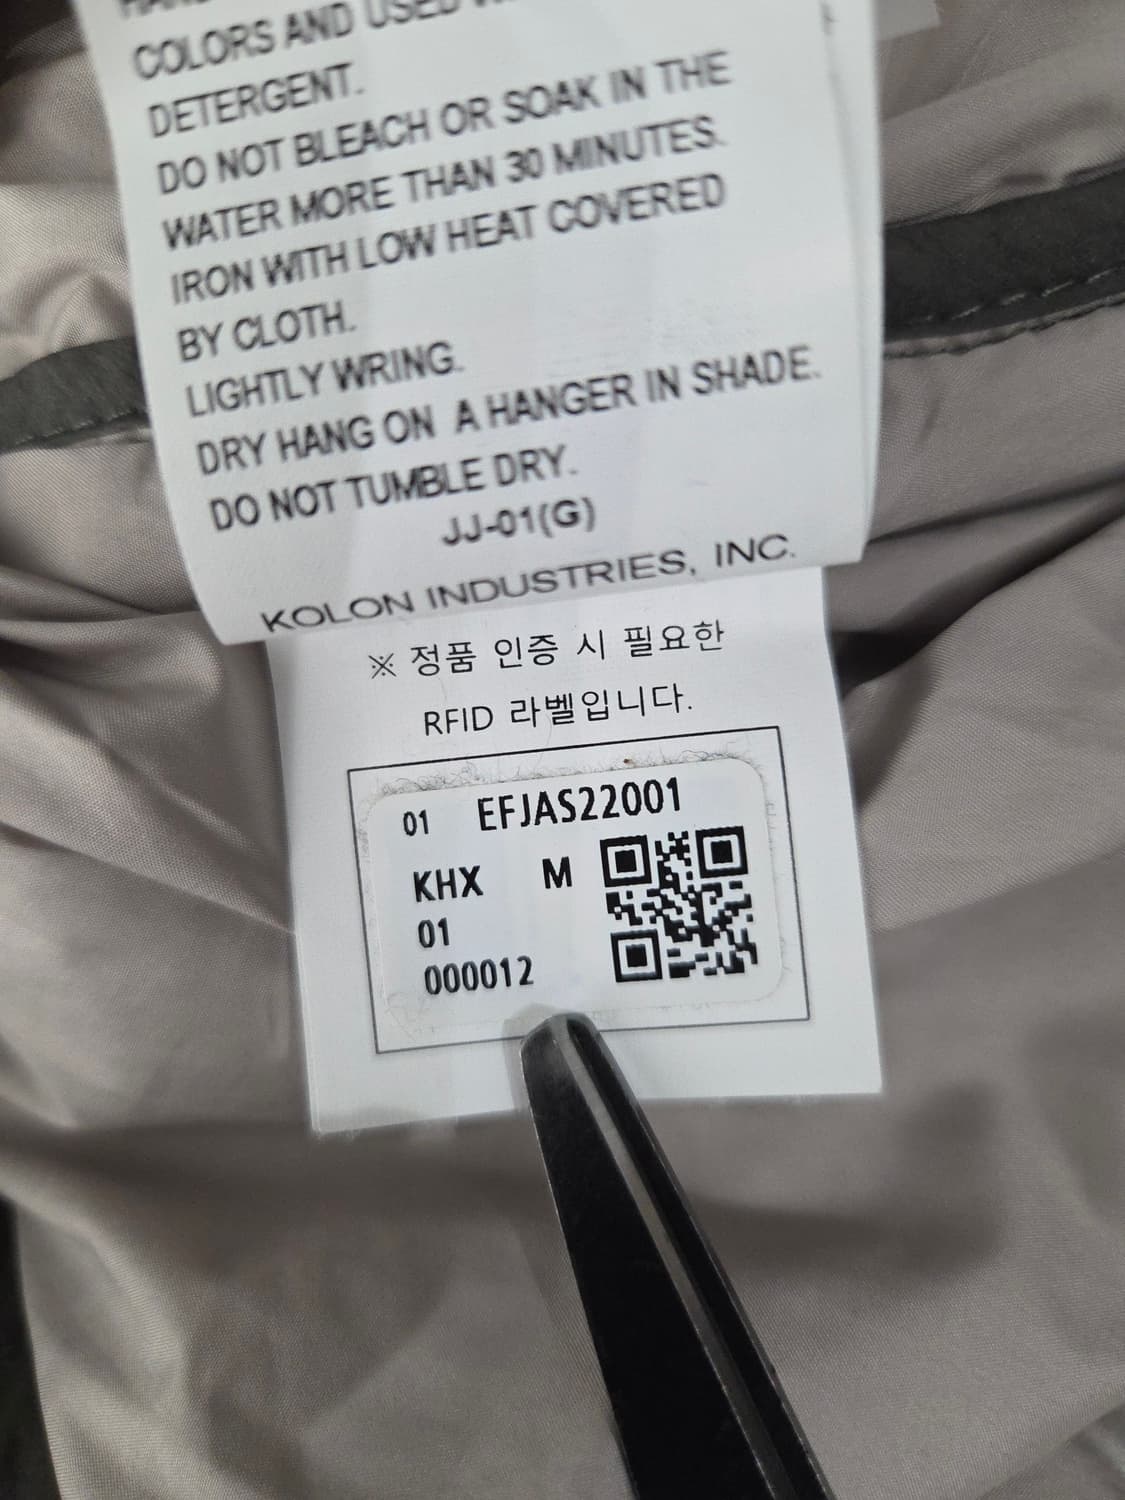 COLORS AND USED
DETERGENT.
DO NOT BLEACH OR SOAK IN THE
WATER MORE THAN 30 MINUTES.
IRON WITH LOW HEAT COVERED
BY CLOTH.
LIGHTLY WRING.
DRY HANG ON A HANGER IN SHADE.
DO NOT TUMBLE DRY.
JJ-01(G)
KOLON INDUSTRIES, INC.
※ 정품 인증 시 필요한
RFID 라벨입니다.
01 EFJAS22001
KHX M
01
000012